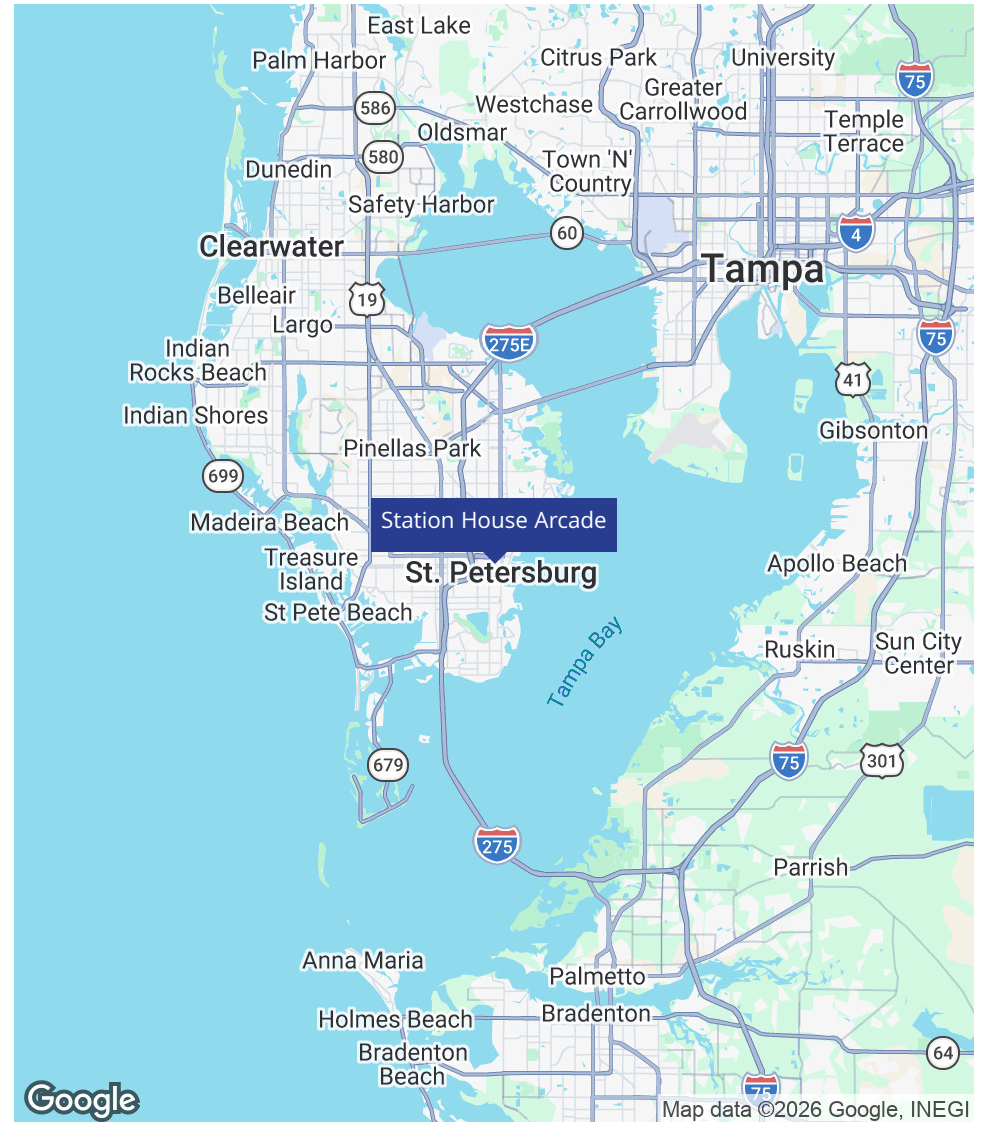 East Lake
Palm Harbor
Citrus Park
University
75
586
Westchase
Greater
Carrollwood
Oldsmar
Temple
Terrace
580
Dunedin
Town 'N'
Country
Safety Harbor
Clearwater
60
4
Tampa
Belleair
19
Largo
275E
75
Indian
Rocks Beach
41
Indian Shores
Gibsonton
Pinellas Park
699
Madeira Beach
Station House Arcade
Treasure
Island
St. Petersburg
Apollo Beach
St Pete Beach
Tampa Bay
Ruskin
Sun City
Center
679
75
301
275
Parrish
Anna Maria
Palmetto
Holmes Beach
Bradenton
Bradenton
Beach
64
75
Google
Map data ©2026 Google, INEGI